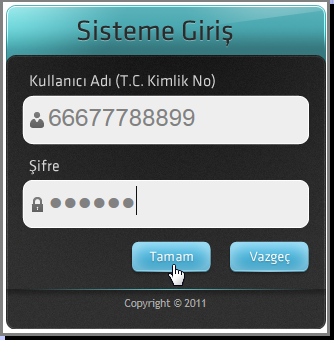 Sisteme Giriş
Kullanıcı Adı (T.C. Kimlik No)
66677788899
Şifre
●●●●●●
Tamam Vazgeç
Copyright © 2011